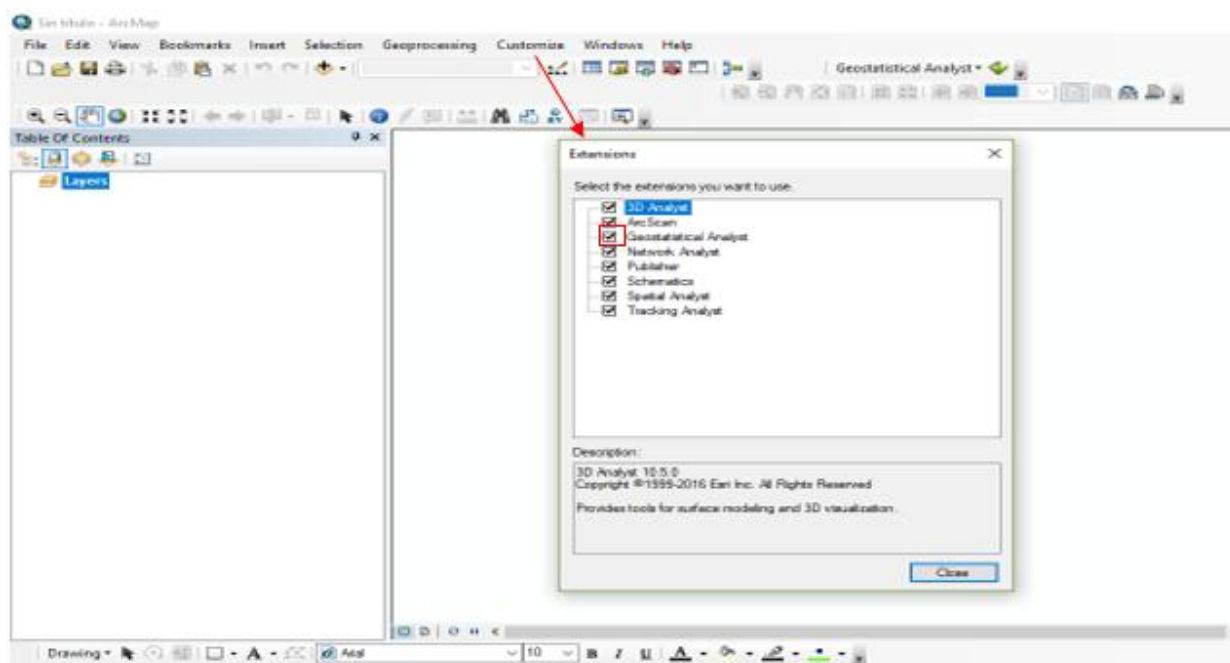 Sin título - ArcMap
File Edit View Bookmarks Insert Selection Geoprocessing Customize Windows Help
Geostatistical Analyst
Table Of Contents
Layers
Extensions
Select the extensions you want to use.
3D Analyst
ArcScan
Geostatistical Analyst
Network Analyst
Publisher
Schematics
Spatial Analyst
Tracking Analyst
Description:
3D Analyst 10.5.0
Copyright ©1999-2016 Esri Inc. All Rights Reserved
Provides tools for surface modeling and 3D visualization.
Close
Drawing A Arial 10 B I U A